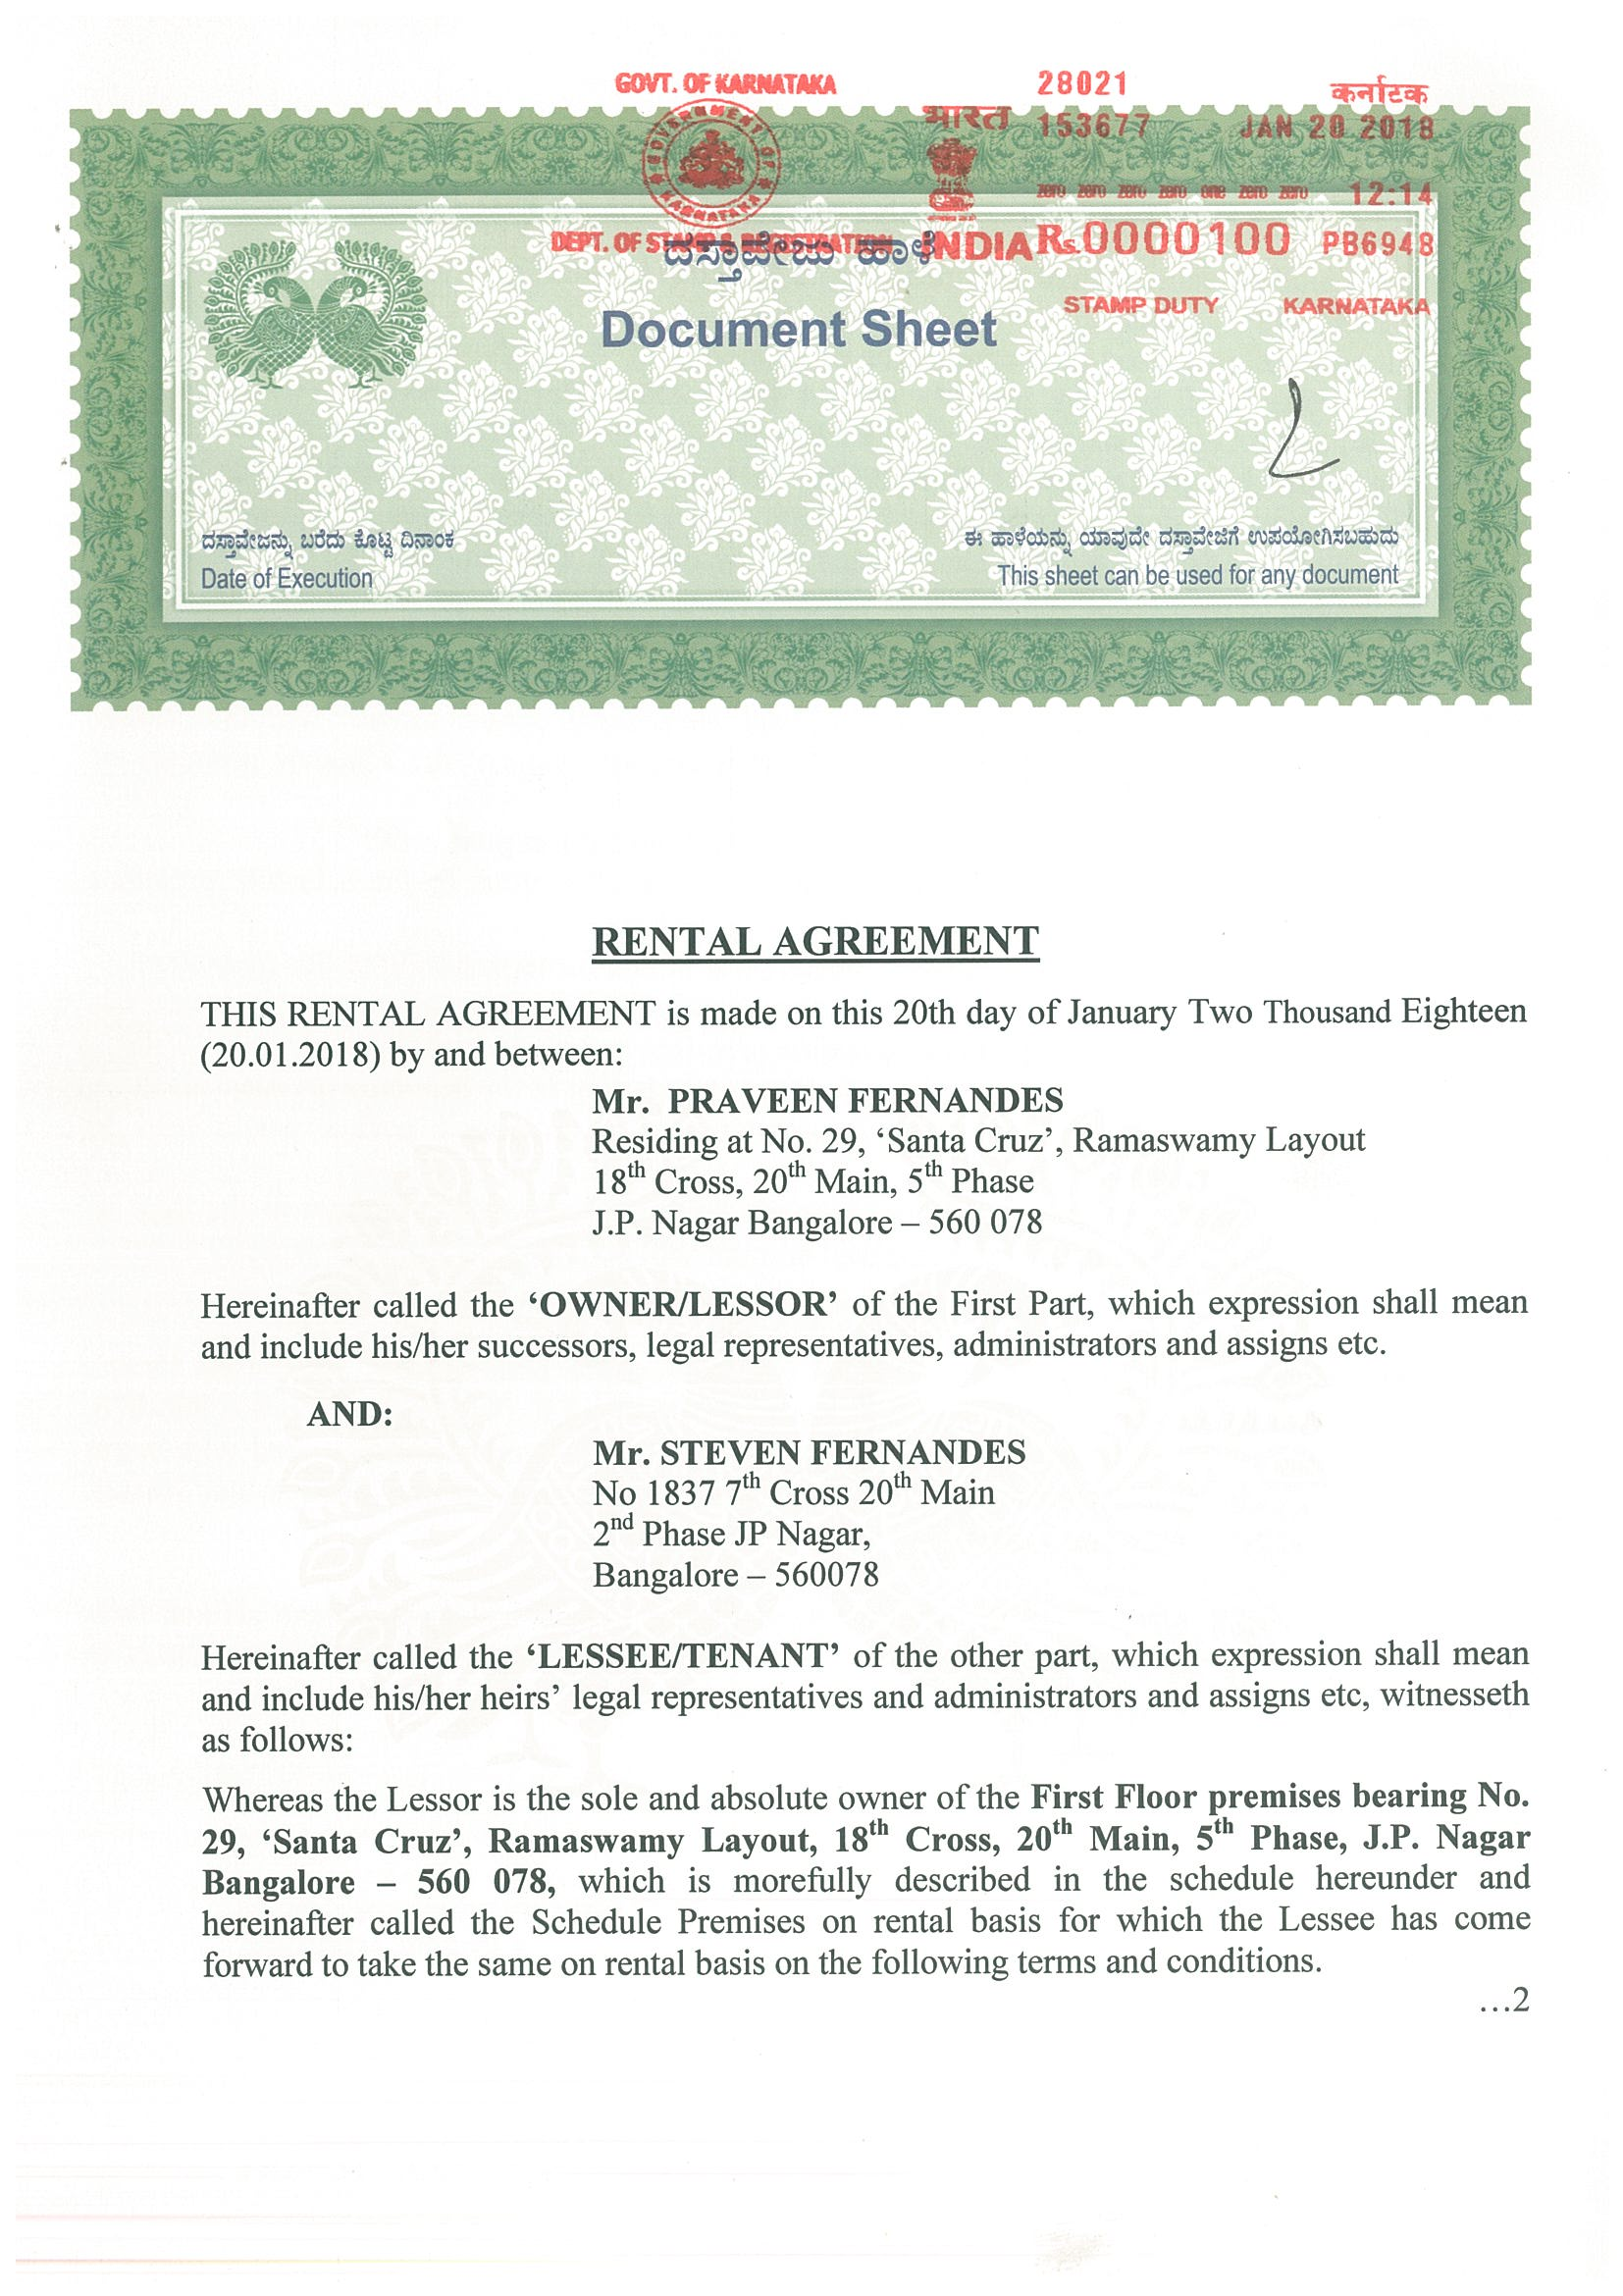 GOVT. OF KARNATAKA 28021 कर्नाटक
भारत 153677 JAN 20 2018
GOVERNMENT OF KARNATAKA
zero zero zero zero one zero zero 12:14
DEPT. OF STAMPS & REGISTRATION INDIA Rs.0000100 PB6948
ದಸ್ತಾವೇಜು ಹಾಳೆ
STAMP DUTY KARNATAKA
Document Sheet
ದಸ್ತಾವೇಜನ್ನು ಬರೆದು ಕೊಟ್ಟ ದಿನಾಂಕ ಈ ಹಾಳೆಯನ್ನು ಯಾವುದೇ ದಸ್ತಾವೇಜಿಗೆ ಉಪಯೋಗಿಸಬಹುದು
Date of Execution This sheet can be used for any document
RENTAL AGREEMENT
THIS RENTAL AGREEMENT is made on this 20th day of January Two Thousand Eighteen
(20.01.2018) by and between:
Mr. PRAVEEN FERNANDES
Residing at No. 29, ‘Santa Cruz’, Ramaswamy Layout
18th Cross, 20th Main, 5th Phase
J.P. Nagar Bangalore – 560 078
Hereinafter called the ‘OWNER/LESSOR’ of the First Part, which expression shall mean
and include his/her successors, legal representatives, administrators and assigns etc.
AND:
Mr. STEVEN FERNANDES
No 1837 7th Cross 20th Main
2nd Phase JP Nagar,
Bangalore – 560078
Hereinafter called the ‘LESSEE/TENANT’ of the other part, which expression shall mean
and include his/her heirs’ legal representatives and administrators and assigns etc, witnesseth
as follows:
Whereas the Lessor is the sole and absolute owner of the First Floor premises bearing No.
29, ‘Santa Cruz’, Ramaswamy Layout, 18th Cross, 20th Main, 5th Phase, J.P. Nagar
Bangalore – 560 078, which is morefully described in the schedule hereunder and
hereinafter called the Schedule Premises on rental basis for which the Lessee has come
forward to take the same on rental basis on the following terms and conditions.
...2